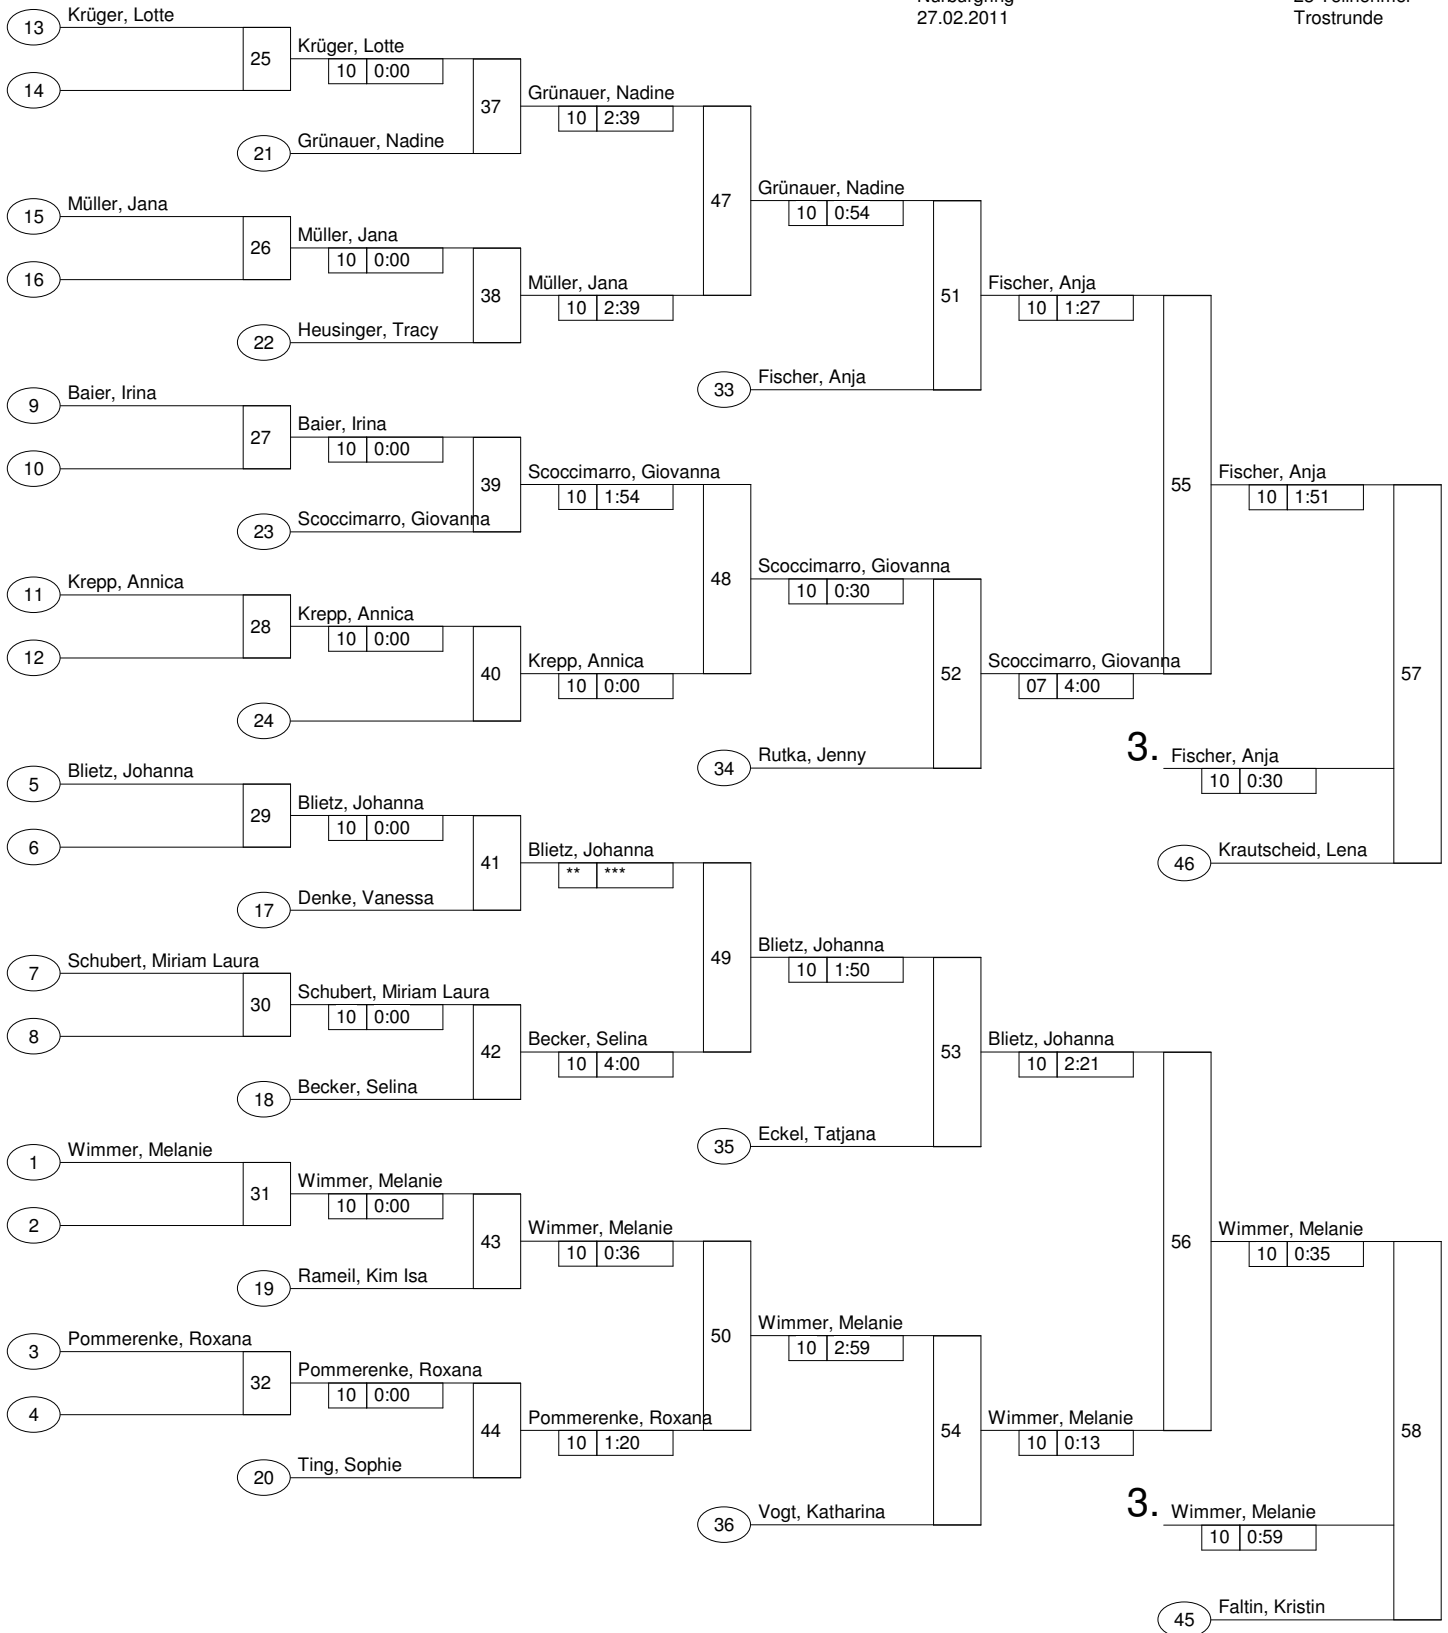 Nürburgring
27.02.2011
Trostrunde
13 Krüger, Lotte
14
25
Krüger, Lotte
10 0:00
21 Grünauer, Nadine
37
Grünauer, Nadine
10 2:39
15 Müller, Jana
16
26
Müller, Jana
10 0:00
22 Heusinger, Tracy
38
Müller, Jana
10 2:39
47
Grünauer, Nadine
10 0:54
33 Fischer, Anja
51
Fischer, Anja
10 1:27
9 Baier, Irina
10
27
Baier, Irina
10 0:00
23 Scoccimarro, Giovanna
39
Scoccimarro, Giovanna
10 1:54
11 Krepp, Annica
12
28
Krepp, Annica
10 0:00
24
40
Krepp, Annica
10 0:00
48
Scoccimarro, Giovanna
10 0:30
34 Rutka, Jenny
52
Scoccimarro, Giovanna
07 4:00
55
Fischer, Anja
10 1:51
57
3. Fischer, Anja
10 0:30
46 Krautscheid, Lena
5 Blietz, Johanna
6
29
Blietz, Johanna
10 0:00
17 Denke, Vanessa
41
Blietz, Johanna
** ***
7 Schubert, Miriam Laura
8
30
Schubert, Miriam Laura
10 0:00
18 Becker, Selina
42
Becker, Selina
10 4:00
49
Blietz, Johanna
10 1:50
35 Eckel, Tatjana
53
Blietz, Johanna
10 2:21
1 Wimmer, Melanie
2
31
Wimmer, Melanie
10 0:00
19 Rameil, Kim Isa
43
Wimmer, Melanie
10 0:36
3 Pommerenke, Roxana
4
32
Pommerenke, Roxana
10 0:00
20 Ting, Sophie
44
Pommerenke, Roxana
10 1:20
50
Wimmer, Melanie
10 2:59
36 Vogt, Katharina
54
Wimmer, Melanie
10 0:13
56
Wimmer, Melanie
10 0:35
58
3. Wimmer, Melanie
10 0:59
45 Faltin, Kristin